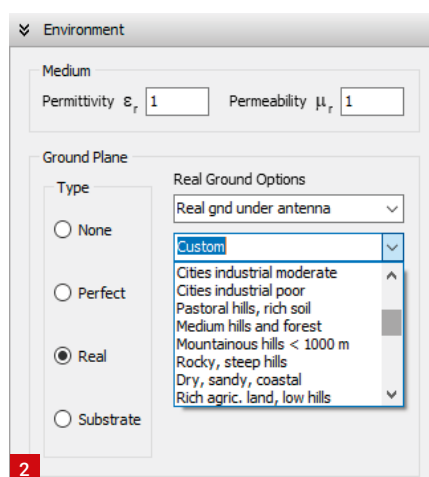 Environment
Medium
Permittivity εr 1 Permeability μr 1
Ground Plane
Type
None
Perfect
Real
Substrate
Real Ground Options
Real gnd under antenna
Custom
Cities industrial moderate
Cities industrial poor
Pastoral hills, rich soil
Medium hills and forest
Mountainous hills < 1000 m
Rocky, steep hills
Dry, sandy, coastal
Rich agric. land, low hills
2